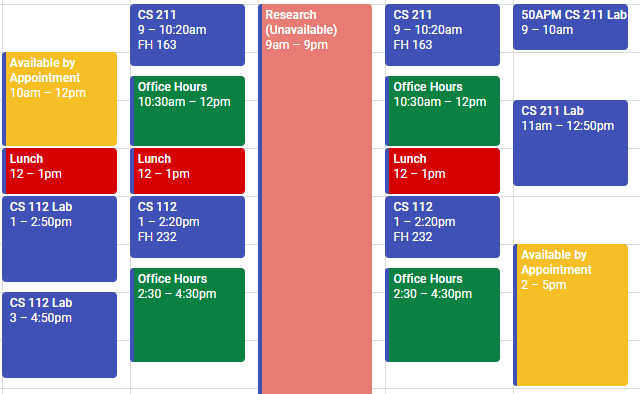 Available by
Appointment
10am – 12pm
Lunch
12 – 1pm
CS 112 Lab
1 – 2:50pm
CS 112 Lab
3 – 4:50pm
CS 211
9 – 10:20am
FH 163
Office Hours
10:30am – 12pm
Lunch
12 – 1pm
CS 112
1 – 2:20pm
FH 232
Office Hours
2:30 – 4:30pm
Research
(Unavailable)
9am – 9pm
CS 211
9 – 10:20am
FH 163
Office Hours
10:30am – 12pm
Lunch
12 – 1pm
CS 112
1 – 2:20pm
FH 232
Office Hours
2:30 – 4:30pm
50APM CS 211 Lab
9 – 10am
CS 211 Lab
11am – 12:50pm
Available by
Appointment
2 – 5pm